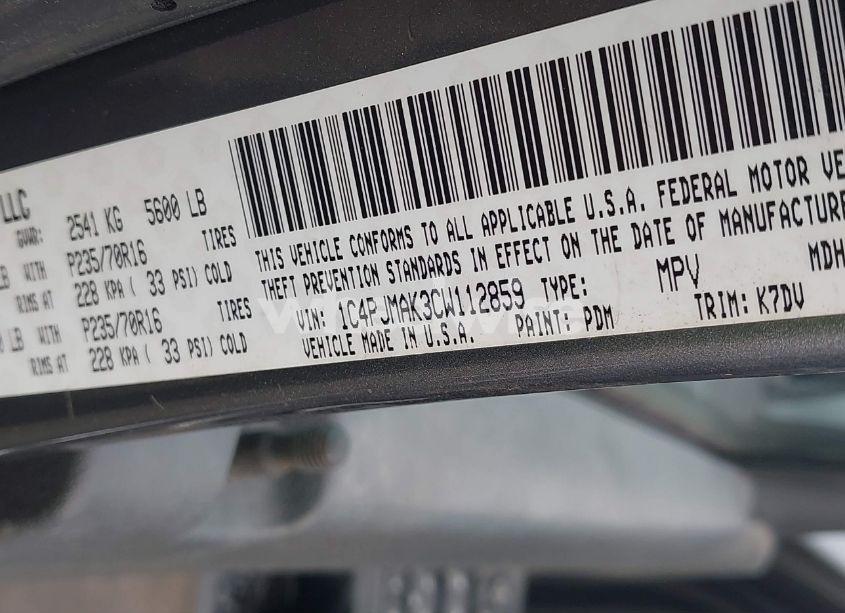 LLC
GVWR: 2541 KG 5600 LB
LB WITH P235/70R16 TIRES
RIMS AT 228 KPA ( 33 PSI) COLD
LB WITH P235/70R16 TIRES
RIMS AT 228 KPA ( 33 PSI) COLD
THIS VEHICLE CONFORMS TO ALL APPLICABLE U.S.A. FEDERAL MOTOR VE
THEFT PREVENTION STANDARDS IN EFFECT ON THE DATE OF MANUFACTURE
VIN: 1C4PJMAK3CW112859 TYPE: MPV MDH
VEHICLE MADE IN U.S.A. PAINT: PDM TRIM: K7DV